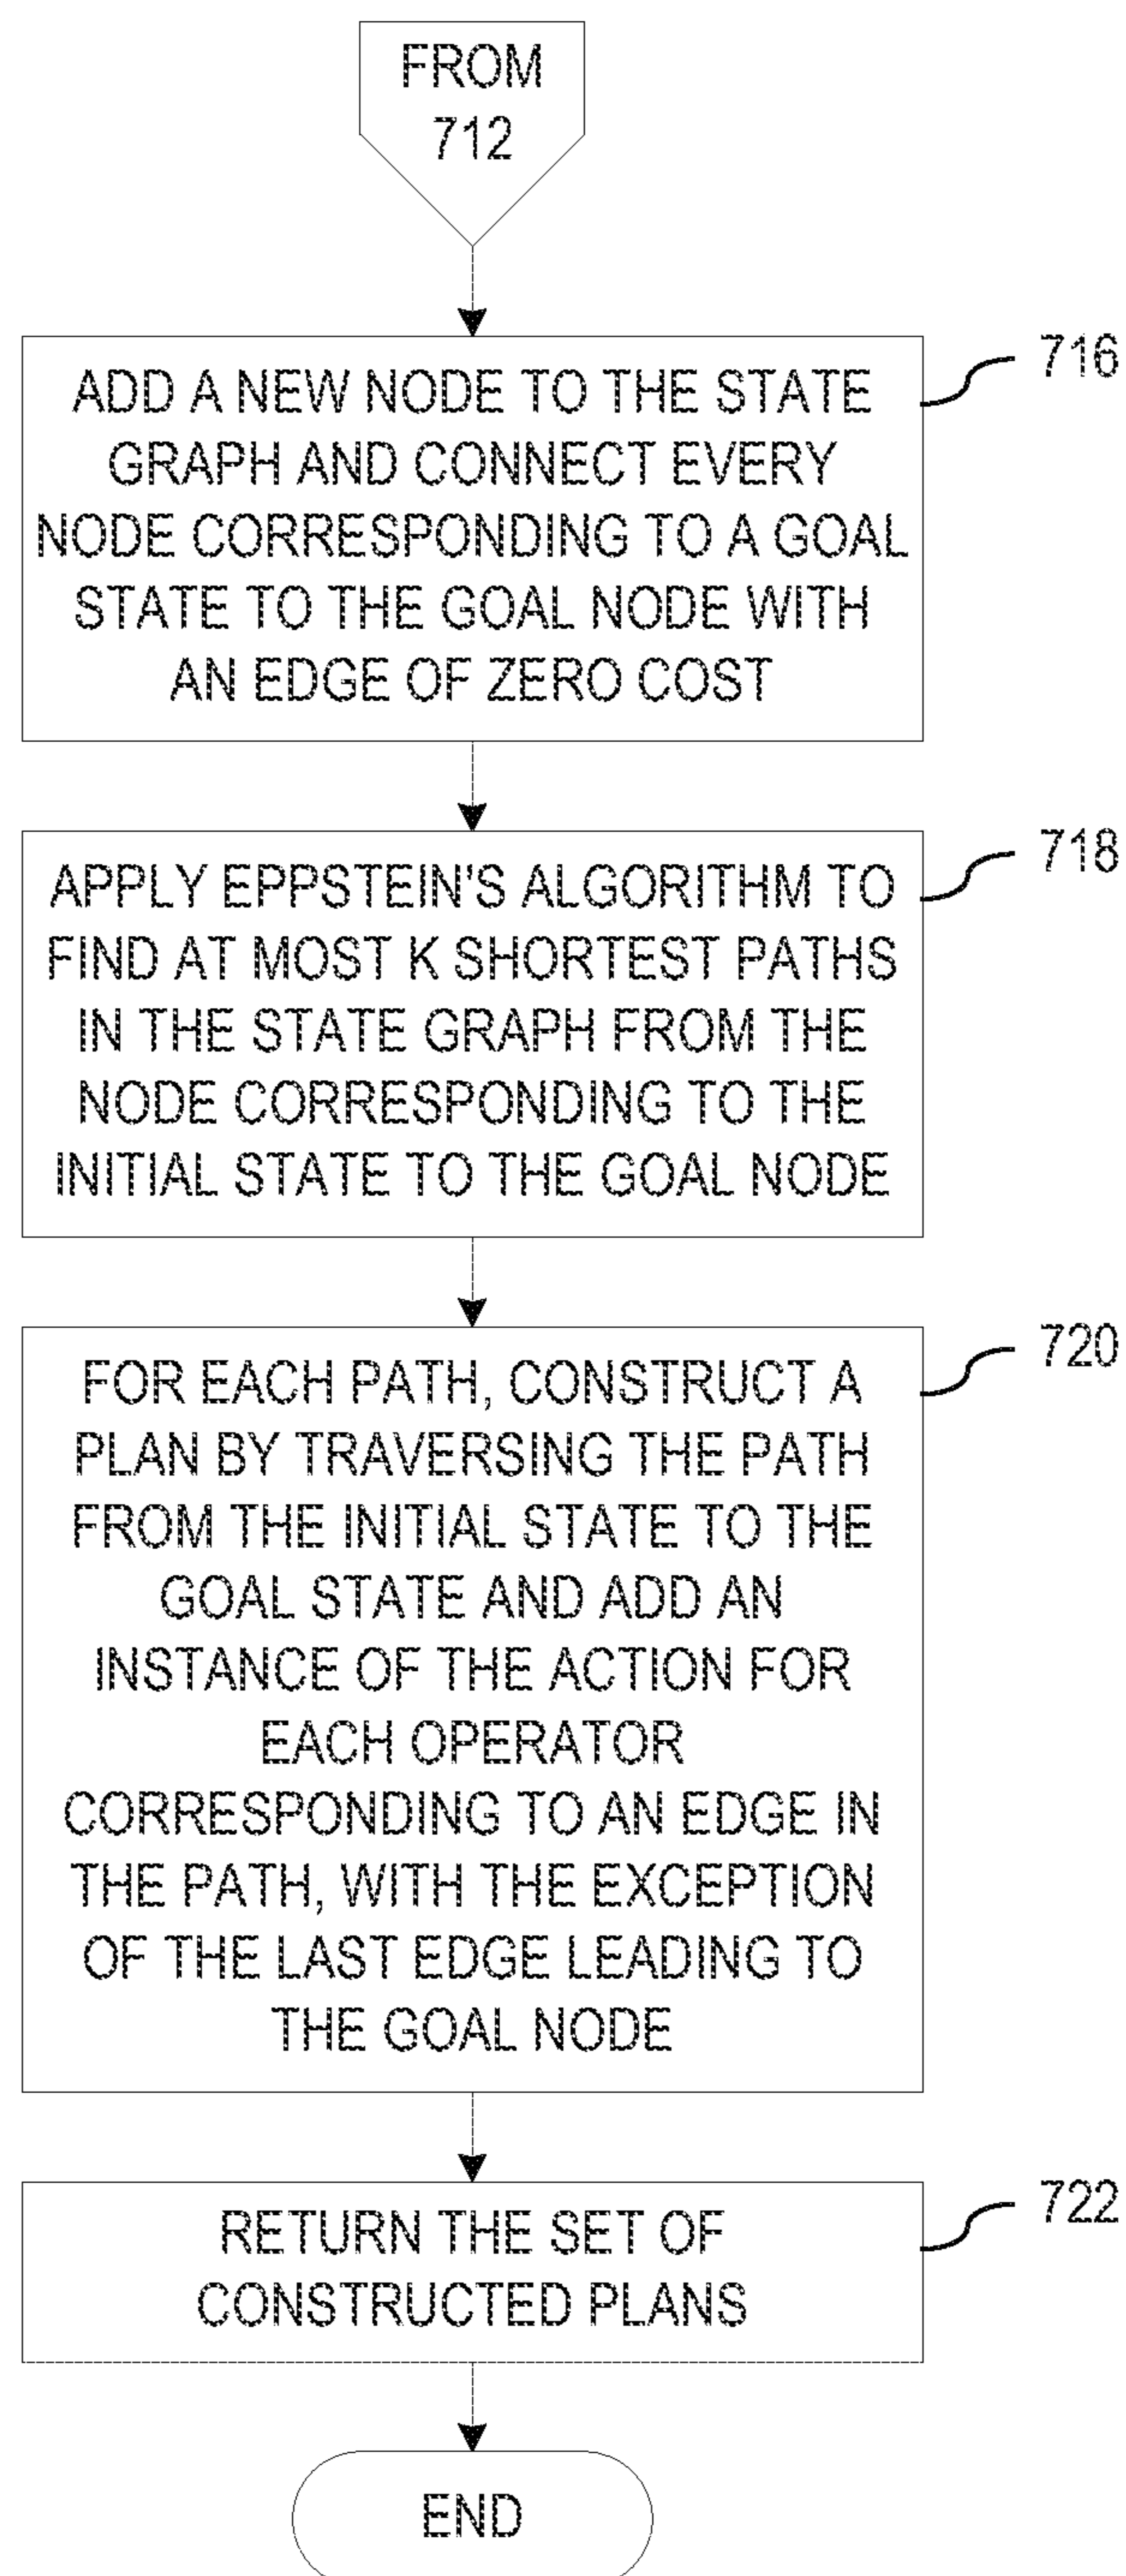 FROM
712
716
ADD A NEW NODE TO THE STATE
GRAPH AND CONNECT EVERY
NODE CORRESPONDING TO A GOAL
STATE TO THE GOAL NODE WITH
AN EDGE OF ZERO COST
718
APPLY EPPSTEIN'S ALGORITHM TO
FIND AT MOST K SHORTEST PATHS
IN THE STATE GRAPH FROM THE
NODE CORRESPONDING TO THE
INITIAL STATE TO THE GOAL NODE
720
FOR EACH PATH, CONSTRUCT A
PLAN BY TRAVERSING THE PATH
FROM THE INITIAL STATE TO THE
GOAL STATE AND ADD AN
INSTANCE OF THE ACTION FOR
EACH OPERATOR
CORRESPONDING TO AN EDGE IN
THE PATH, WITH THE EXCEPTION
OF THE LAST EDGE LEADING TO
THE GOAL NODE
722
RETURN THE SET OF
CONSTRUCTED PLANS
END